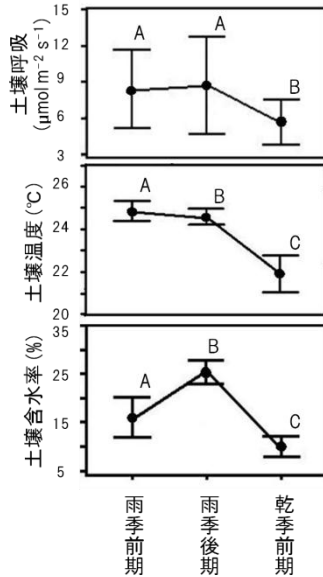 土壌呼吸
(μmol m⁻² s⁻¹)
15
12
9
6
3
A
A
B
土壌温度 (℃)
26
24
22
20
A
B
C
土壌含水率 (%)
35
25
15
5
A
B
C
雨季前期
雨季後期
乾季前期